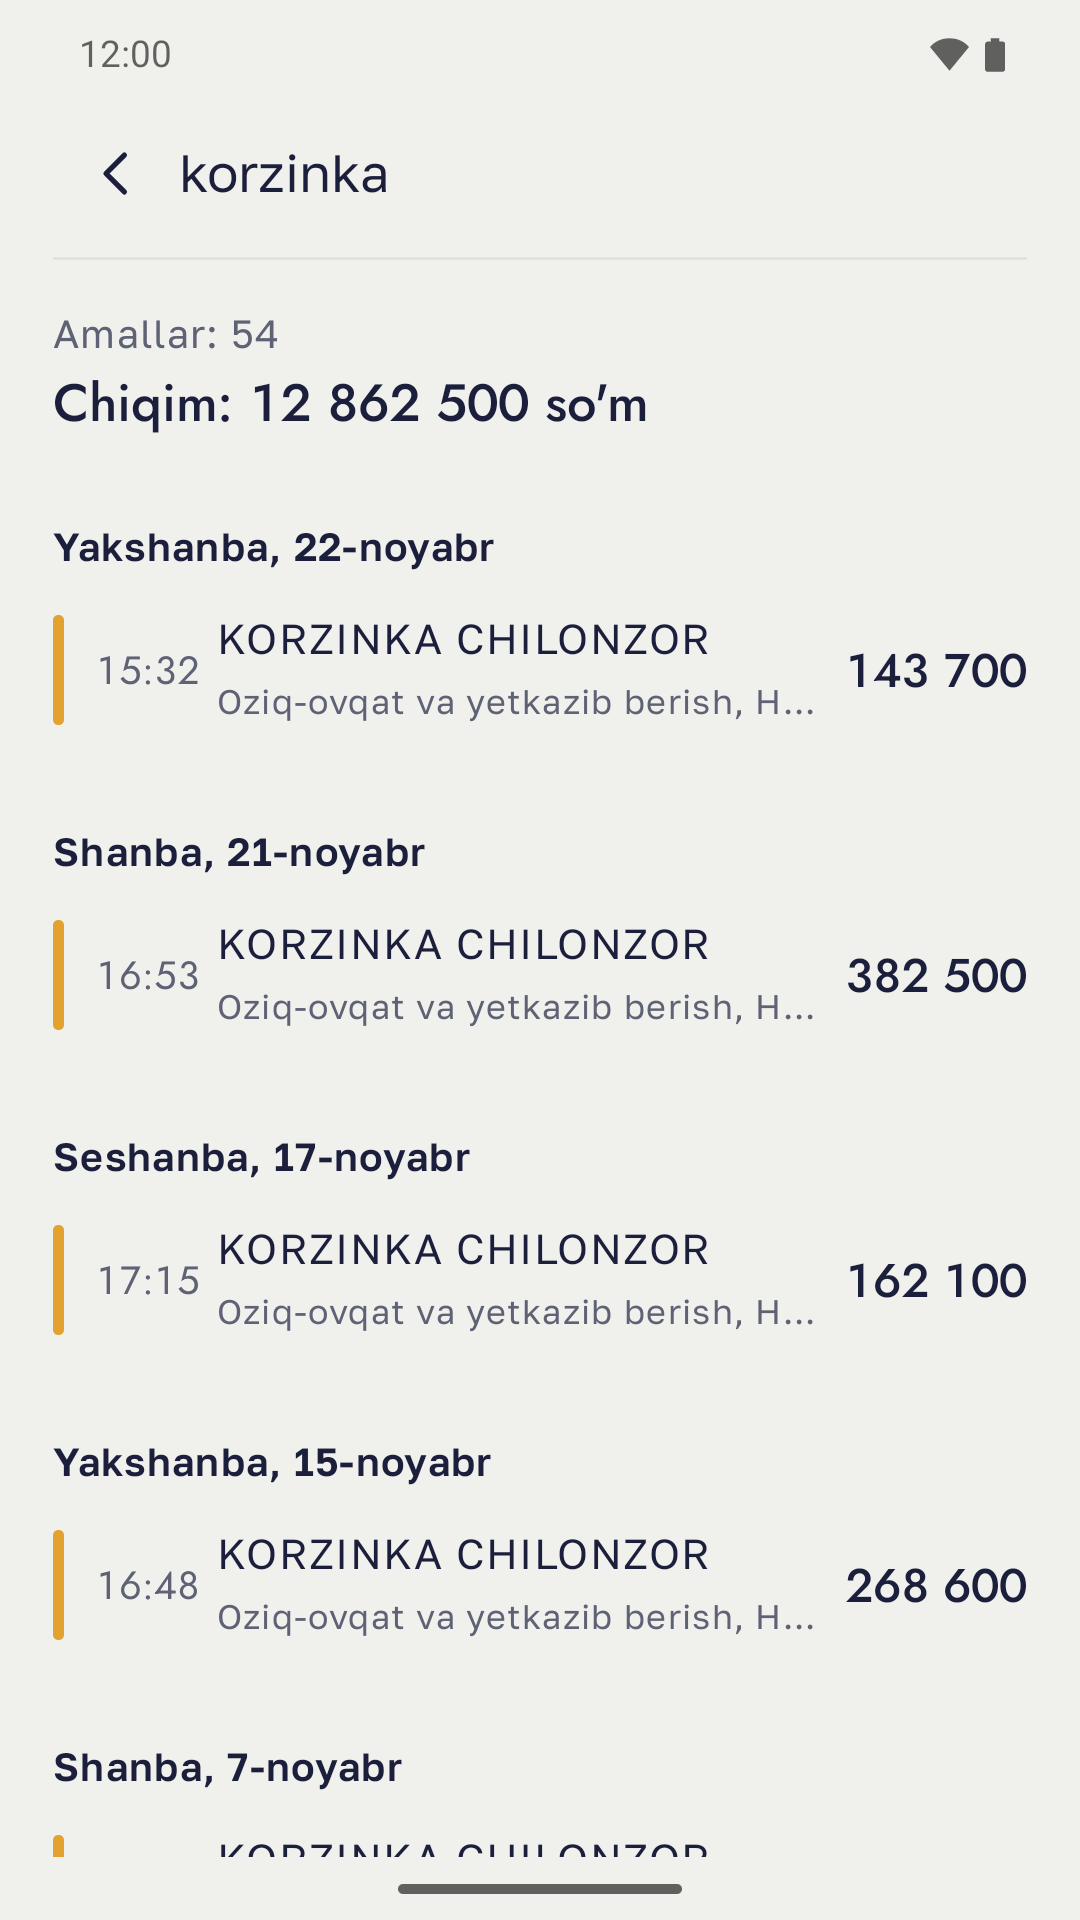 12:00
korzinka
Amallar: 54
Chiqim: 12 862 500 so'm
Yakshanba, 22-noyabr
15:32
KORZINKA CHILONZOR
Oziq-ovqat va yetkazib berish, H...
143 700
Shanba, 21-noyabr
16:53
KORZINKA CHILONZOR
Oziq-ovqat va yetkazib berish, H...
382 500
Seshanba, 17-noyabr
17:15
KORZINKA CHILONZOR
Oziq-ovqat va yetkazib berish, H...
162 100
Yakshanba, 15-noyabr
16:48
KORZINKA CHILONZOR
Oziq-ovqat va yetkazib berish, H...
268 600
Shanba, 7-noyabr
KORZINKA CHILONZOR